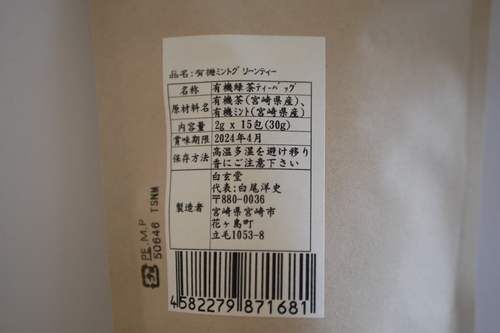 品名:有機ミントグリーンティー
名称 有機緑茶ティーバッグ
原材料名 有機茶(宮崎県産)、
有機ミント(宮崎県産)
内容量 2g x 15包(30g)
賞味期限 2024年4月
保存方法 高温多湿を避け移り
香にご注意下さい
製造者 白玄堂
代表:白尾洋史
〒880-0036
宮崎県宮崎市
花ヶ島町
立毛1053-8
4582279871681
PE,M,P
50646 TSNM